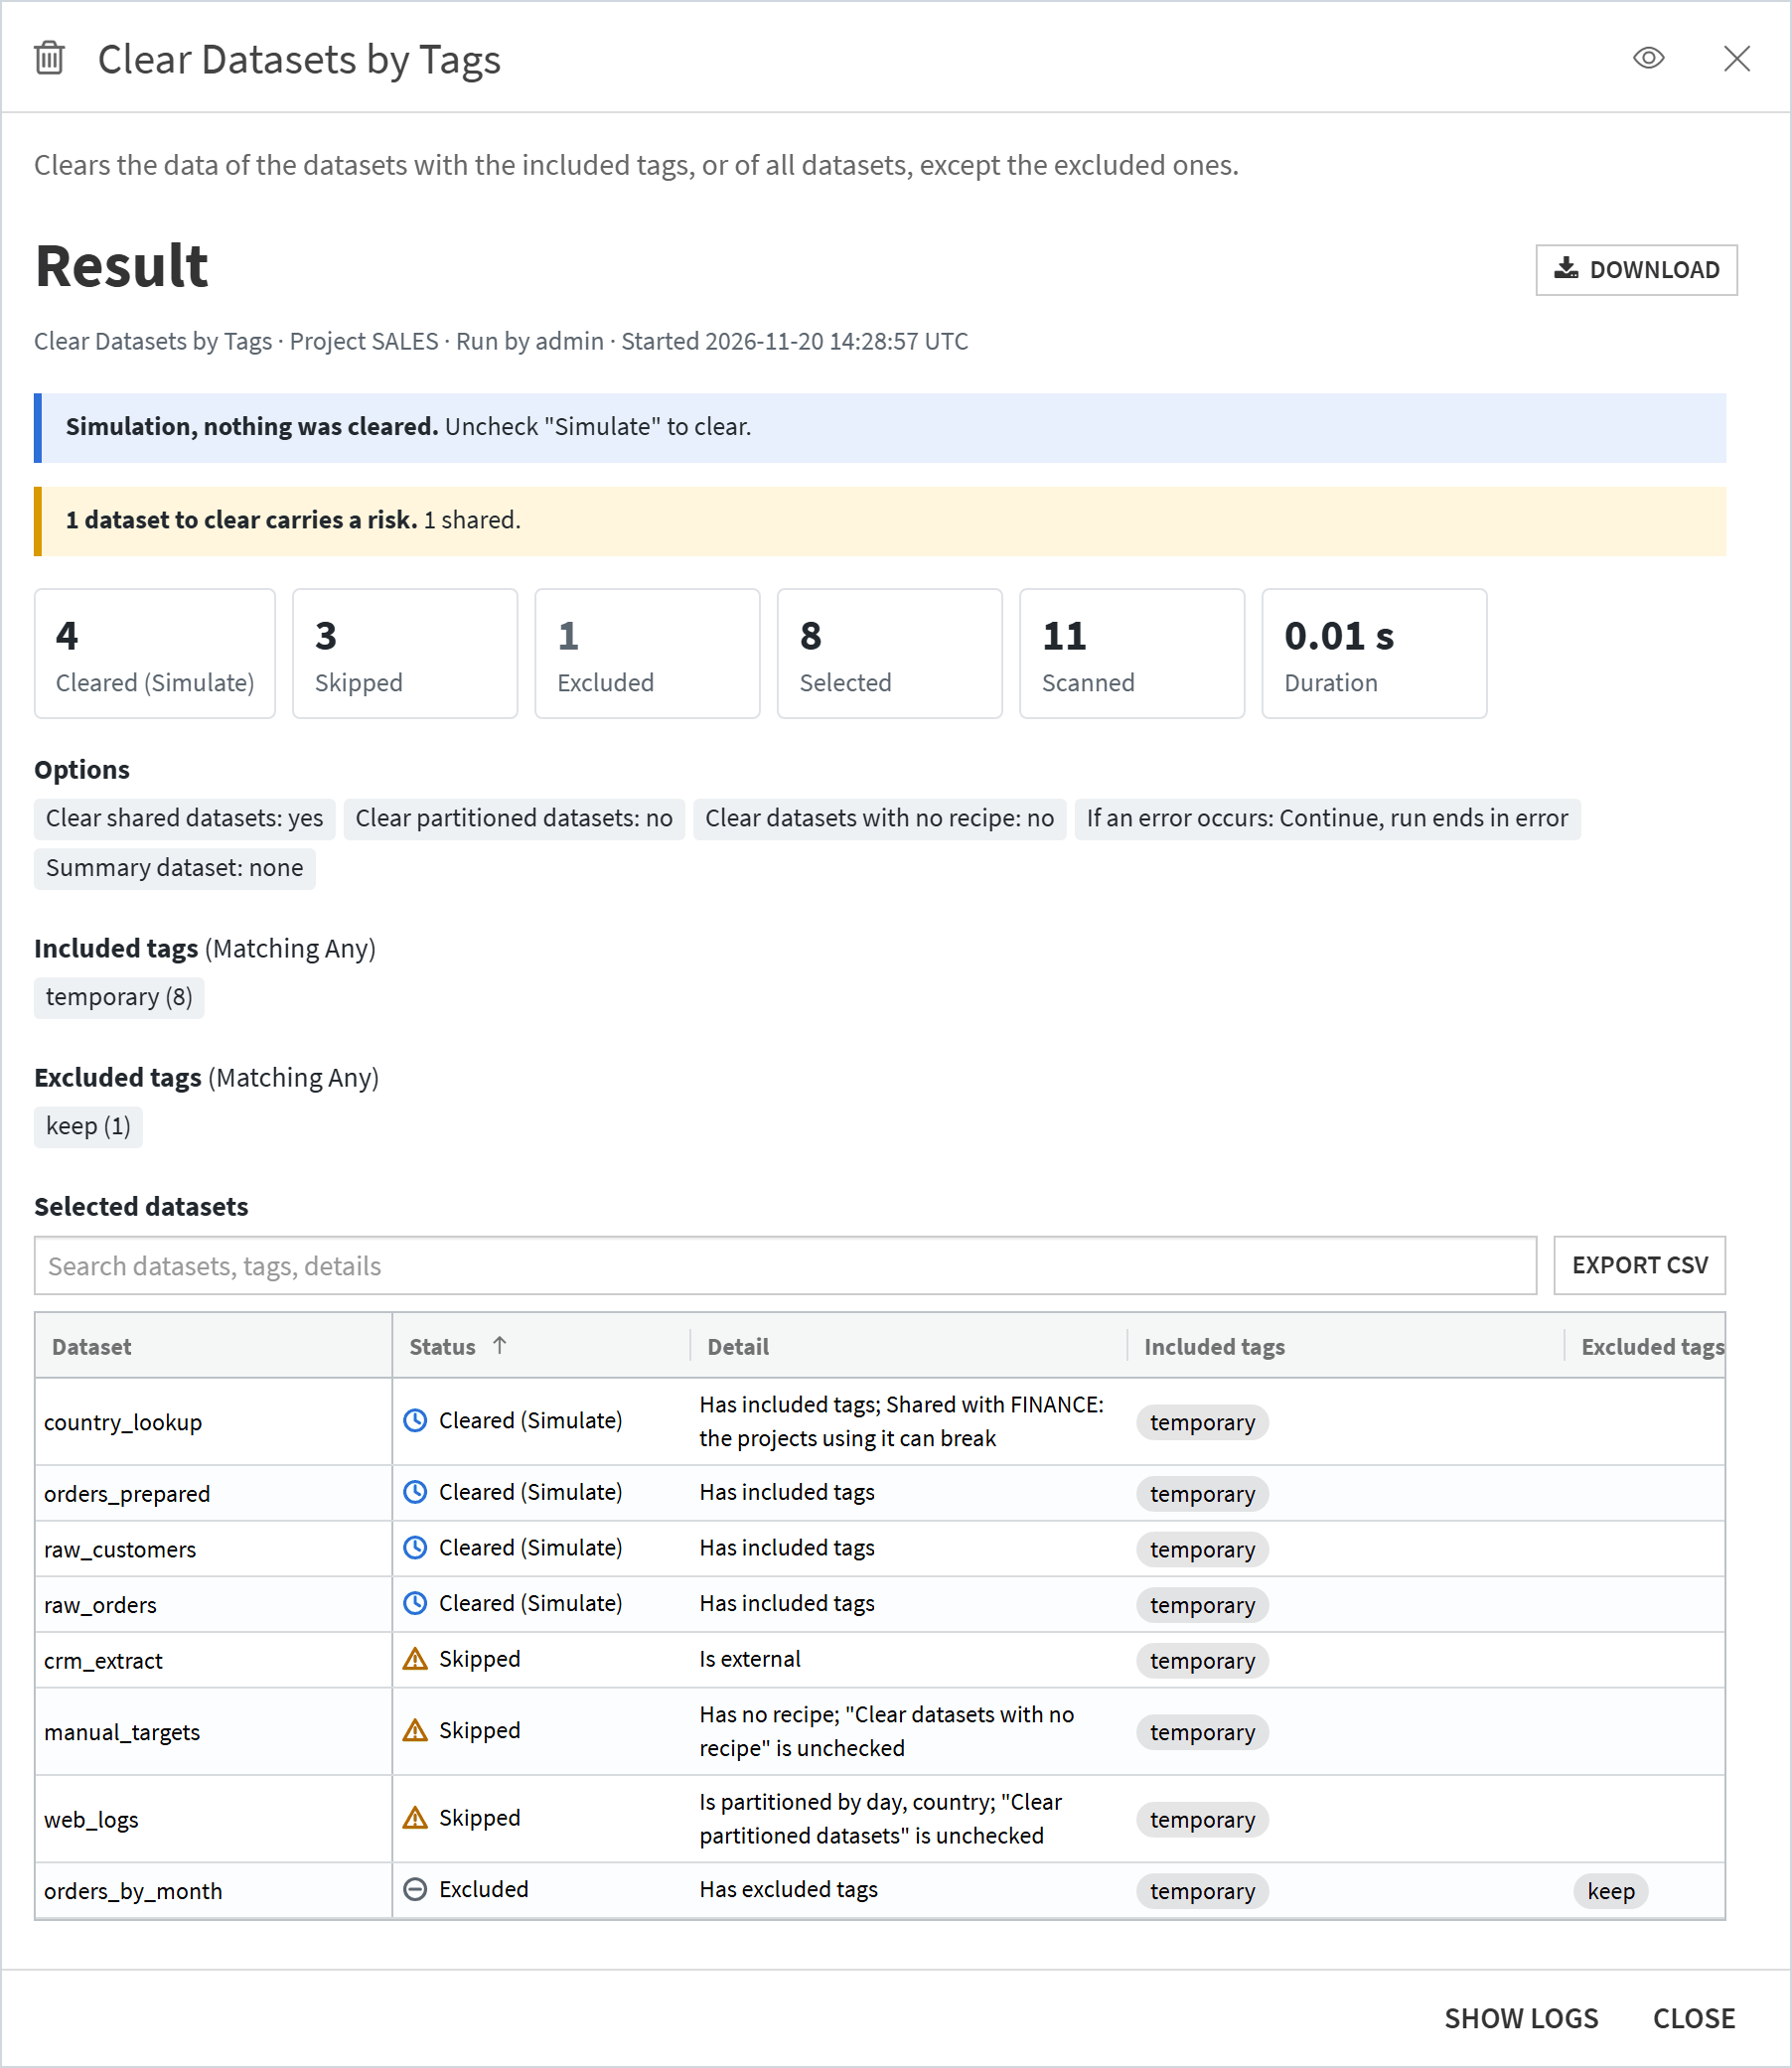 Clear Datasets by Tags
Clears the data of the datasets with the included tags, or of all datasets, except the excluded ones.
Result
DOWNLOAD
Clear Datasets by Tags · Project SALES · Run by admin · Started 2026-11-20 14:28:57 UTC
Simulation, nothing was cleared. Uncheck "Simulate" to clear.
1 dataset to clear carries a risk. 1 shared.
4 3 1 8 11 0.01 s
Cleared (Simulate) Skipped Excluded Selected Scanned Duration
Options
Clear shared datasets: yes Clear partitioned datasets: no Clear datasets with no recipe: no If an error occurs: Continue, run ends in error
Summary dataset: none
Included tags (Matching Any)
temporary (8)
Excluded tags (Matching Any)
keep (1)
Selected datasets
Search datasets, tags, details EXPORT CSV
Dataset Status Detail Included tags Excluded tags
country_lookup Cleared (Simulate) Has included tags; Shared with FINANCE: temporary
the projects using it can break
orders_prepared Cleared (Simulate) Has included tags temporary
raw_customers Cleared (Simulate) Has included tags temporary
raw_orders Cleared (Simulate) Has included tags temporary
crm_extract Skipped Is external temporary
manual_targets Skipped Has no recipe; "Clear datasets with no temporary
recipe" is unchecked
web_logs Skipped Is partitioned by day, country; "Clear temporary
partitioned datasets" is unchecked
orders_by_month Excluded Has excluded tags temporary keep
SHOW LOGS CLOSE